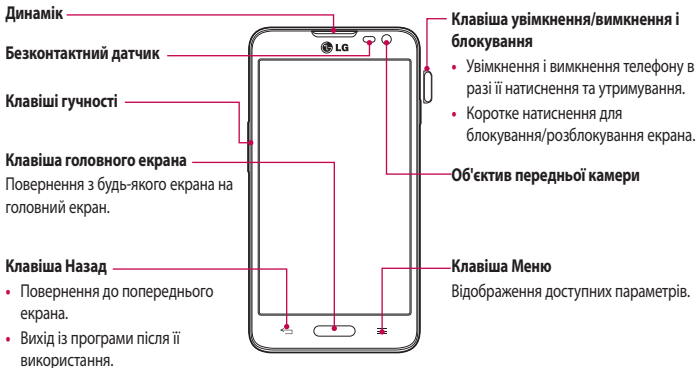 Динамік
Безконтактний датчик
Клавіші гучності
Клавіша головного екрана
Повернення з будь-якого екрана на
головний екран.
Клавіша Назад
• Повернення до попереднього
екрана.
• Вихід із програми після її
використання.
LG
Клавіша увімкнення/вимкнення і
блокування
• Увімкнення і вимкнення телефону в
разі її натиснення та утримування.
• Коротке натиснення для
блокування/розблокування екрана.
Об'єктив передньої камери
Клавіша Меню
Відображення доступних параметрів.